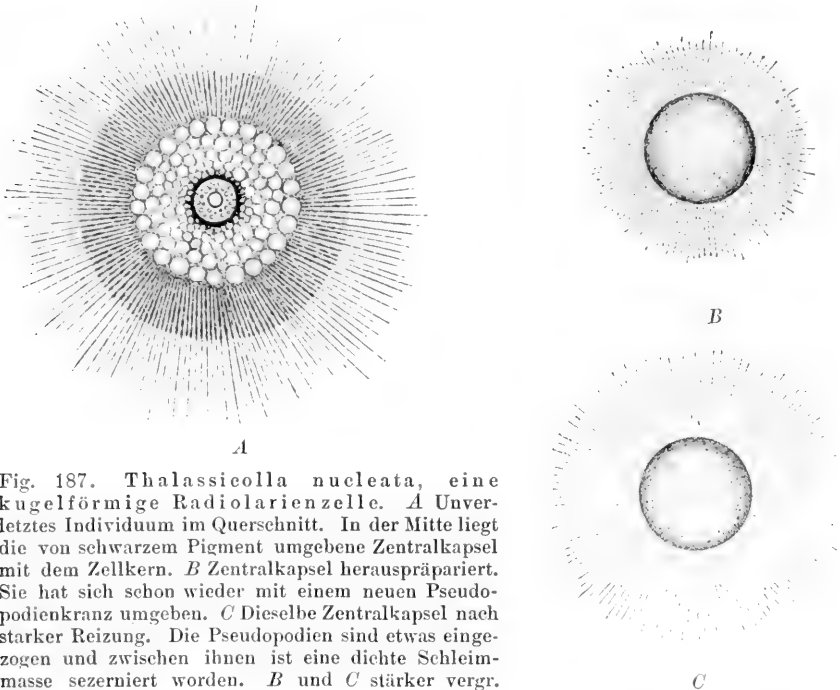 A
B
C
Fig. 187. Thalassicolla nucleata, eine
kugelförmige Radiolarienzelle. A Unver-
letztes Individuum im Querschnitt. In der Mitte liegt
die von schwarzem Pigment umgebene Zentralkapsel
mit dem Zellkern. B Zentralkapsel herauspräpariert.
Sie hat sich schon wieder mit einem neuen Pseudo-
podienkranz umgeben. C Dieselbe Zentralkapsel nach
starker Reizung. Die Pseudopodien sind etwas einge-
zogen und zwischen ihnen ist eine dichte Schleim-
masse sezerniert worden. B und C stärker vergr.